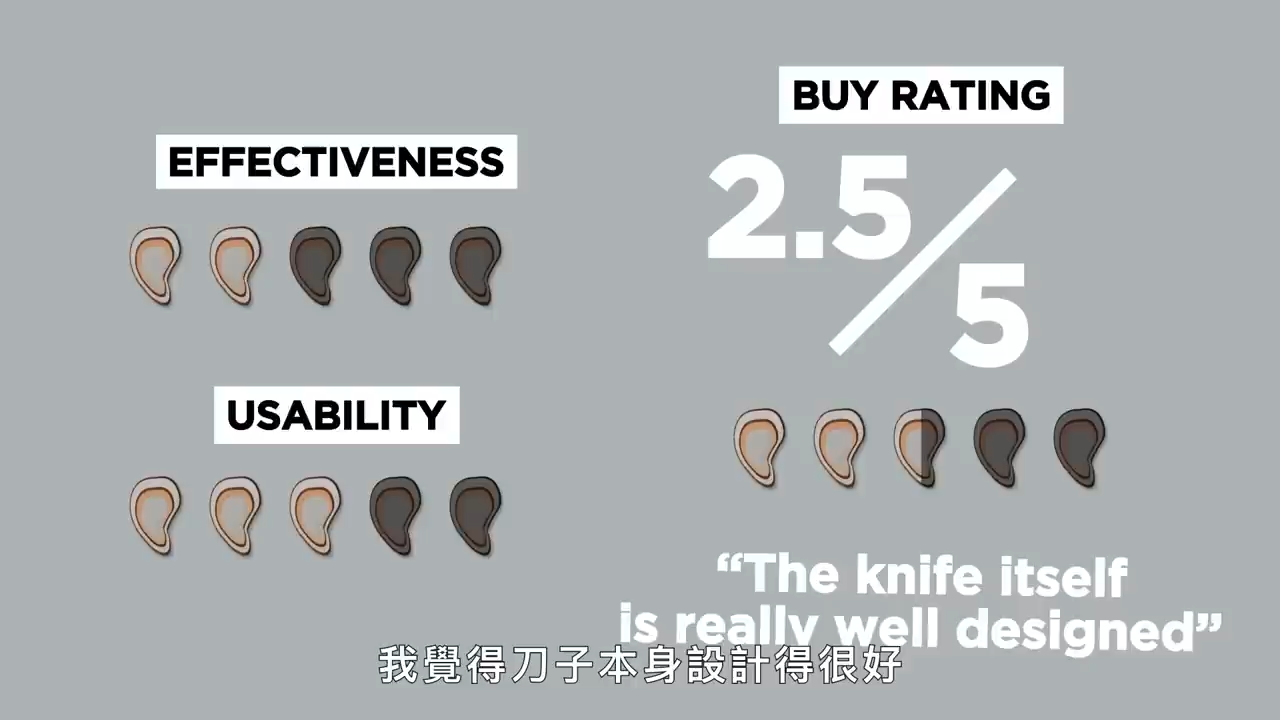 EFFECTIVENESS
USABILITY
BUY RATING
2.5/5
“The knife itself
is really well designed”
我覺得刀子本身設計得很好